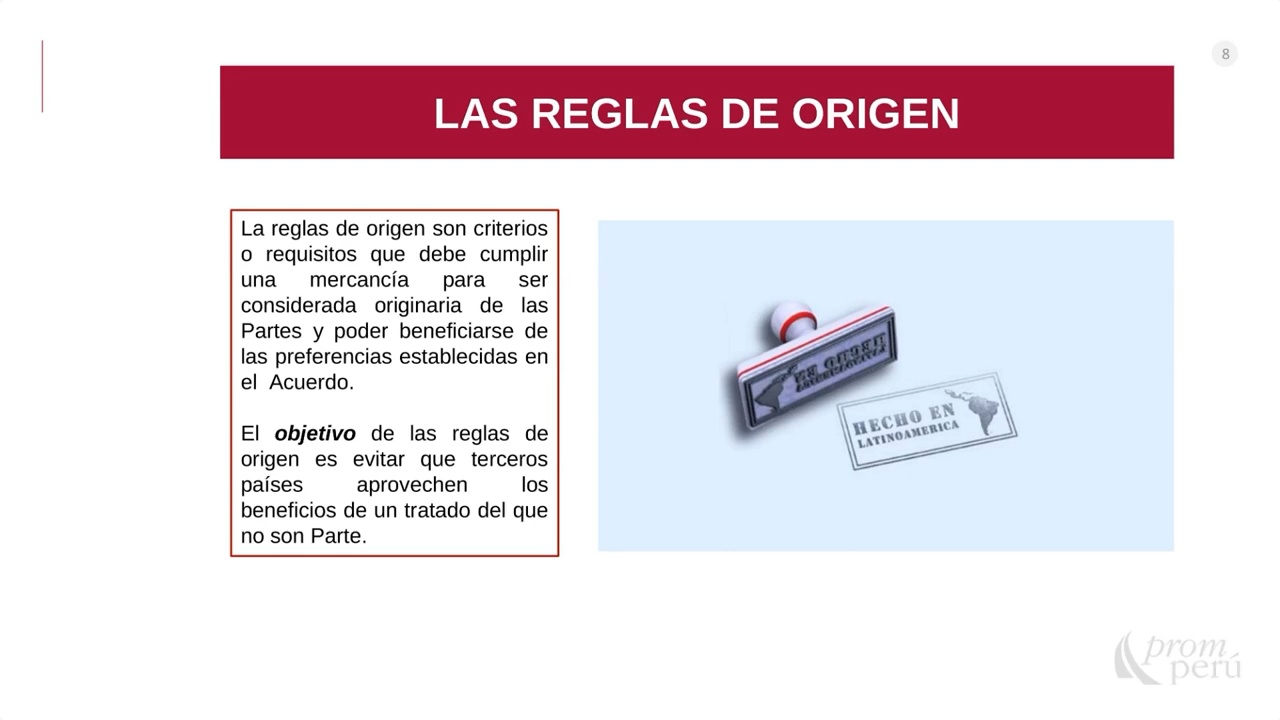 8
LAS REGLAS DE ORIGEN
La reglas de origen son criterios
o requisitos que debe cumplir
una mercancía para ser
considerada originaria de las
Partes y poder beneficiarse de
las preferencias establecidas en
el Acuerdo.
El objetivo de las reglas de
origen es evitar que terceros
países aprovechen los
beneficios de un tratado del que
no son Parte.
HECHO EN
LATINOAMERICA
HECHO EN
LATINOAMERICA
prom
perú